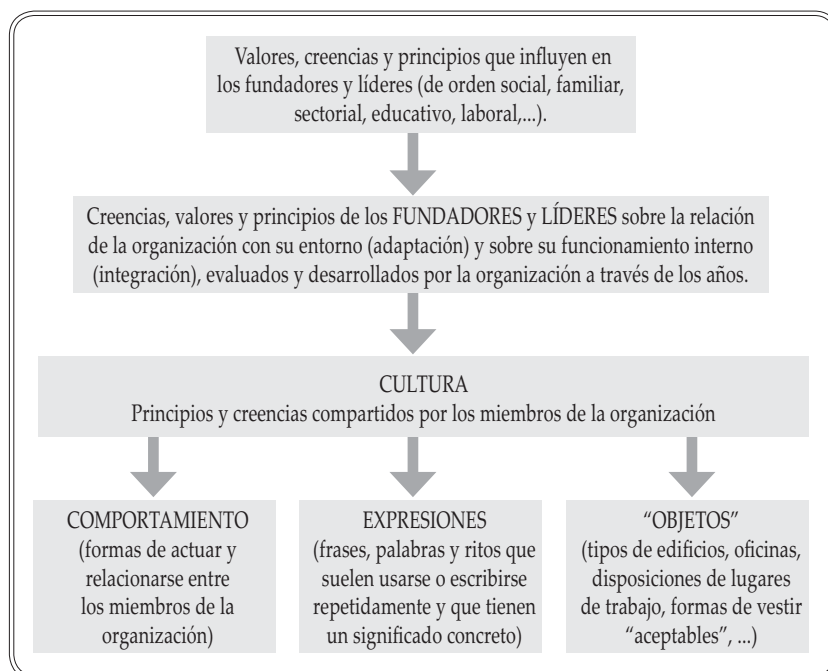 Valores, creencias y principios que influyen en
los fundadores y líderes (de orden social, familiar,
sectorial, educativo, laboral,...).
Creencias, valores y principios de los FUNDADORES y LÍDERES sobre la relación
de la organización con su entorno (adaptación) y sobre su funcionamiento interno
(integración), evaluados y desarrollados por la organización a través de los años.
CULTURA
Principios y creencias compartidos por los miembros de la organización
COMPORTAMIENTO
(formas de actuar y
relacionarse entre
los miembros de la
organización)
EXPRESIONES
(frases, palabras y ritos que
suelen usarse o escribirse
repetidamente y que tienen
un significado concreto)
“OBJETOS”
(tipos de edificios, oficinas,
disposiciones de lugares
de trabajo, formas de vestir
“aceptables”, ...)